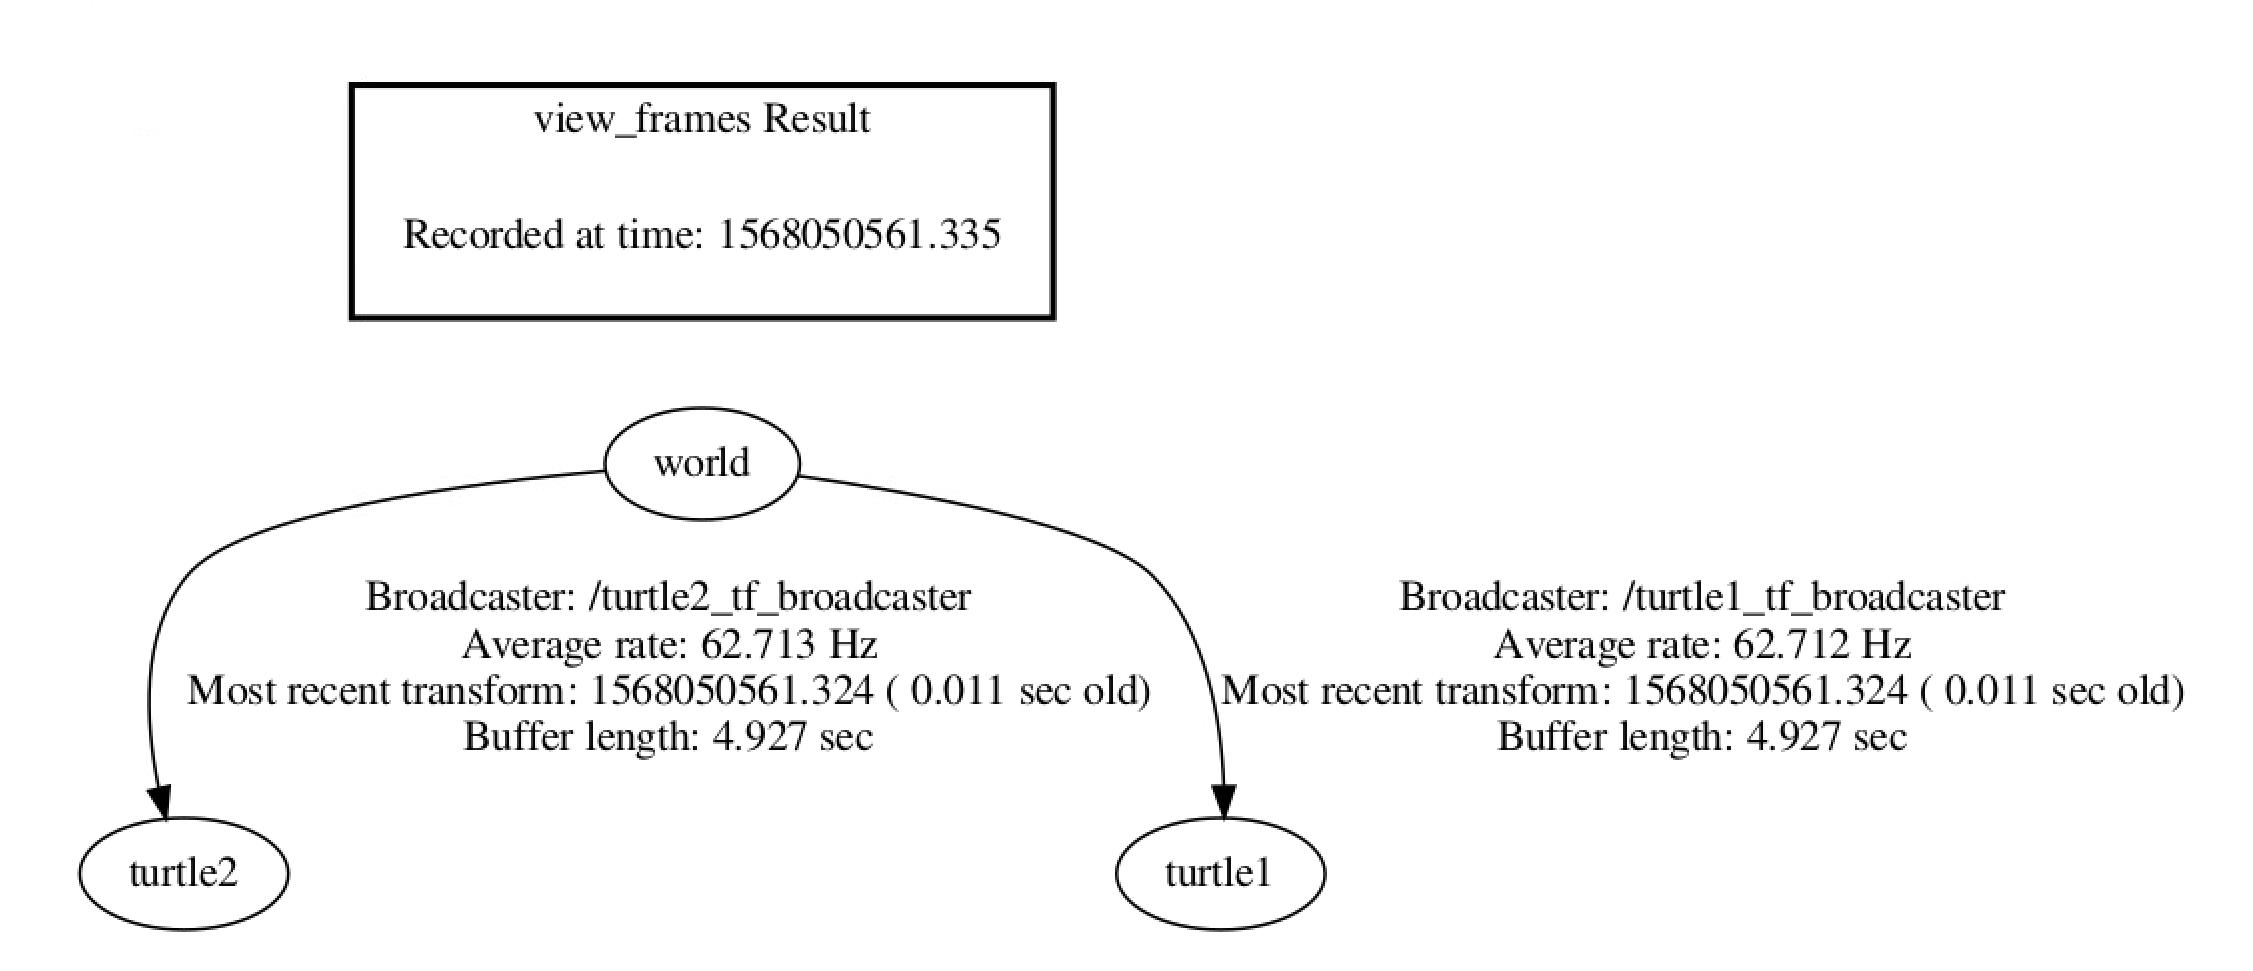 view_frames Result
Recorded at time: 1568050561.335
world
Broadcaster: /turtle2_tf_broadcaster
Average rate: 62.713 Hz
Most recent transform: 1568050561.324 ( 0.011 sec old)
Buffer length: 4.927 sec
Broadcaster: /turtle1_tf_broadcaster
Average rate: 62.712 Hz
Most recent transform: 1568050561.324 ( 0.011 sec old)
Buffer length: 4.927 sec
turtle2
turtle1